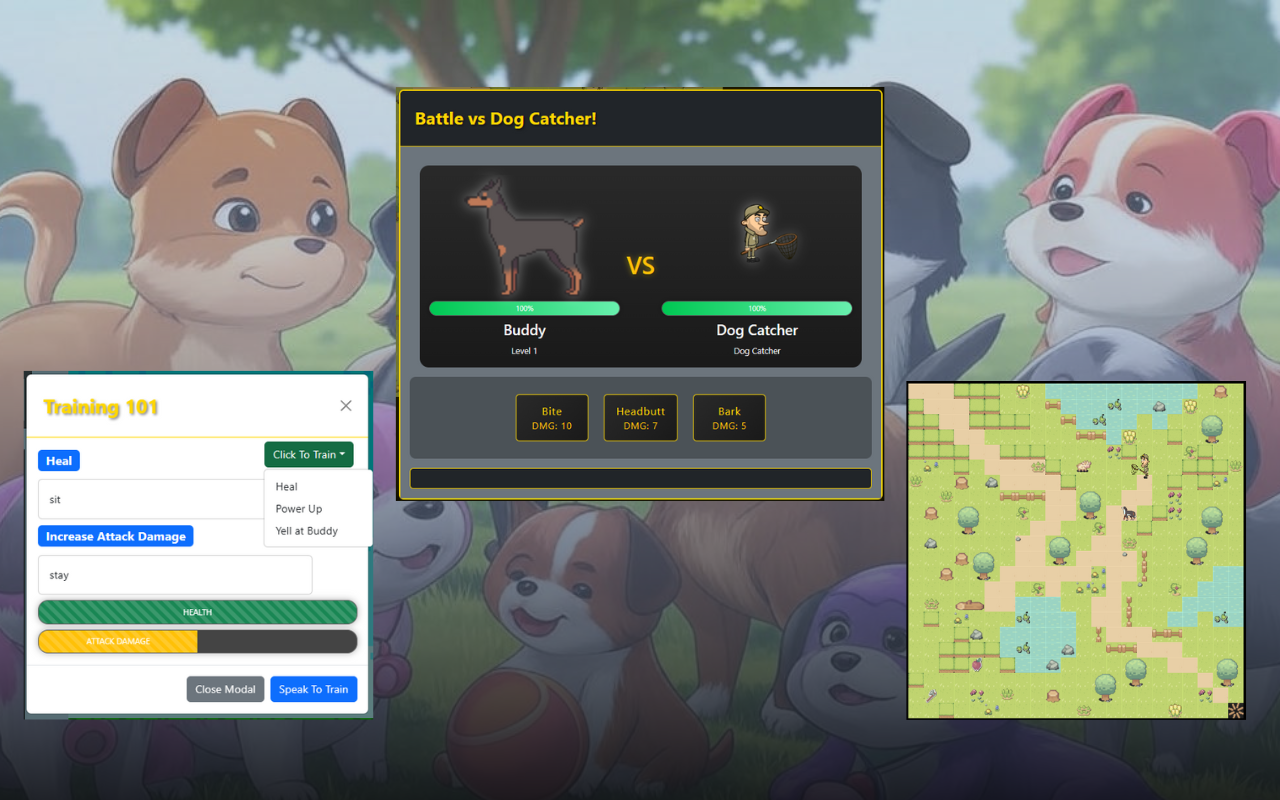 Battle vs Dog Catcher!
VS
100%
100%
Buddy
Dog Catcher
Level 1
Dog Catcher
Bite
DMG: 10
Headbutt
DMG: 7
Bark
DMG: 5
Training 101
Heal
Click To Train
sit
Heal
Power Up
Yell at Buddy
Increase Attack Damage
stay
HEALTH
ATTACK DAMAGE
Close Modal
Speak To Train